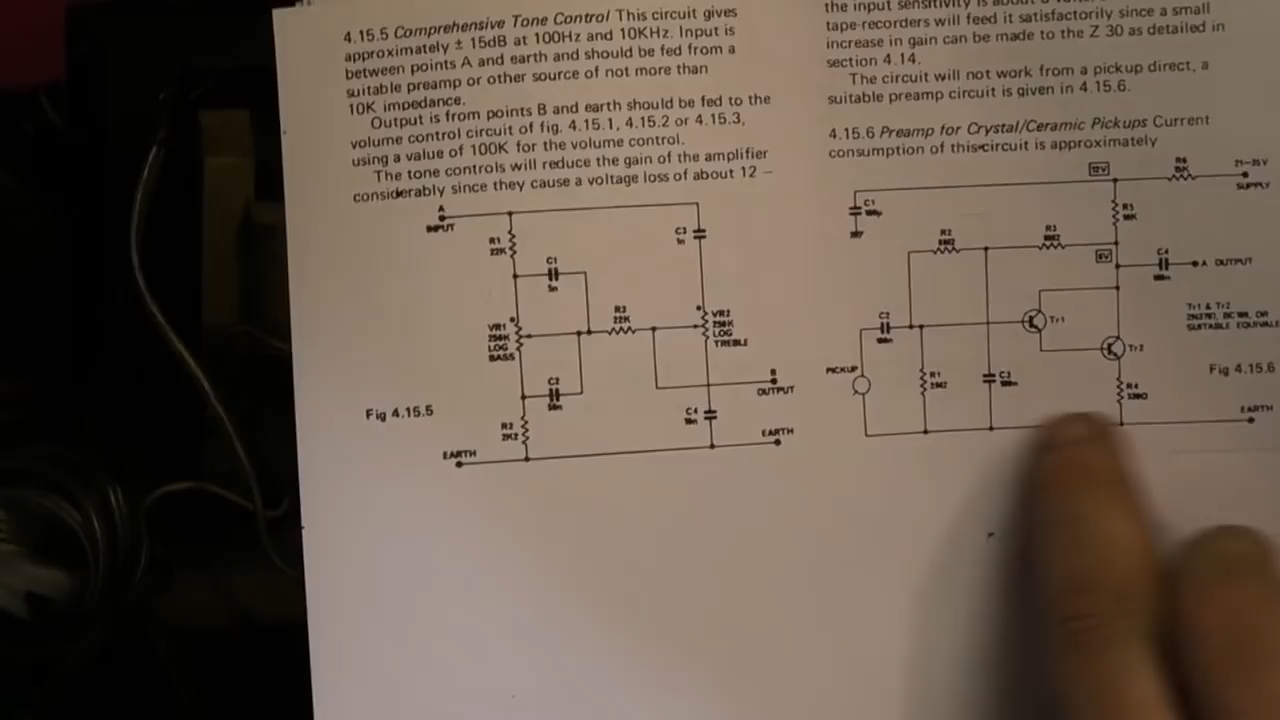 4.15.5 Comprehensive Tone Control This circuit gives
approximately ± 15dB at 100Hz and 10KHz. Input is
between points A and earth and should be fed from a
suitable preamp or other source of not more than
10K impedance.
Output is from points B and earth should be fed to the
volume control circuit of fig. 4.15.1, 4.15.2 or 4.15.3,
using a value of 100K for the volume control.
The tone controls will reduce the gain of the amplifier
considerably since they cause a voltage loss of about 12 –
A
INPUT
R1
22K
C1
5n
C3
1n
VR1
250K
LOG
BASS
R3
22K
VR2
250K
LOG
TREBLE
C2
50n
B
OUTPUT
Fig 4.15.5
R2
2K2
C4
10n
EARTH
EARTH
the input sensitivity is about
tape-recorders will feed it satisfactorily since a small
increase in gain can be made to the Z 30 as detailed in
section 4.14.
The circuit will not work from a pickup direct, a
suitable preamp circuit is given in 4.15.6.
4.15.6 Preamp for Crystal/Ceramic Pickups Current
consumption of this circuit is approximately
12V
R6
21–35V
SUPPLY
C1
R5
R2
R3
C4
A OUTPUT
C2
Tr1
Tr1 & Tr2
OR
SUITABLE EQUIVALE
Tr2
PICKUP
R1
2M2
C3
R4
Fig 4.15.6
EARTH